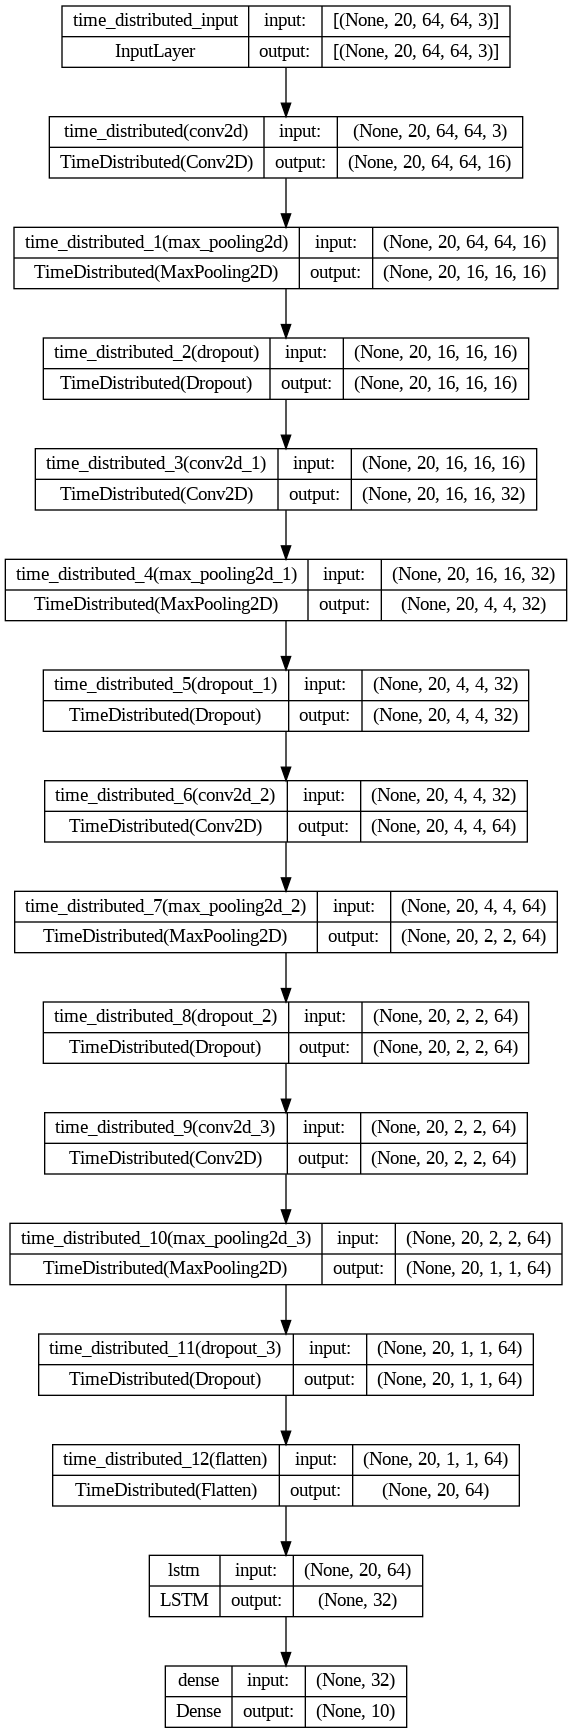 time_distributed_input input: [(None, 20, 64, 64, 3)]
InputLayer output: [(None, 20, 64, 64, 3)]
time_distributed(conv2d) input: (None, 20, 64, 64, 3)
TimeDistributed(Conv2D) output: (None, 20, 64, 64, 16)
time_distributed_1(max_pooling2d) input: (None, 20, 64, 64, 16)
TimeDistributed(MaxPooling2D) output: (None, 20, 16, 16, 16)
time_distributed_2(dropout) input: (None, 20, 16, 16, 16)
TimeDistributed(Dropout) output: (None, 20, 16, 16, 16)
time_distributed_3(conv2d_1) input: (None, 20, 16, 16, 16)
TimeDistributed(Conv2D) output: (None, 20, 16, 16, 32)
time_distributed_4(max_pooling2d_1) input: (None, 20, 16, 16, 32)
TimeDistributed(MaxPooling2D) output: (None, 20, 4, 4, 32)
time_distributed_5(dropout_1) input: (None, 20, 4, 4, 32)
TimeDistributed(Dropout) output: (None, 20, 4, 4, 32)
time_distributed_6(conv2d_2) input: (None, 20, 4, 4, 32)
TimeDistributed(Conv2D) output: (None, 20, 4, 4, 64)
time_distributed_7(max_pooling2d_2) input: (None, 20, 4, 4, 64)
TimeDistributed(MaxPooling2D) output: (None, 20, 2, 2, 64)
time_distributed_8(dropout_2) input: (None, 20, 2, 2, 64)
TimeDistributed(Dropout) output: (None, 20, 2, 2, 64)
time_distributed_9(conv2d_3) input: (None, 20, 2, 2, 64)
TimeDistributed(Conv2D) output: (None, 20, 2, 2, 64)
time_distributed_10(max_pooling2d_3) input: (None, 20, 2, 2, 64)
TimeDistributed(MaxPooling2D) output: (None, 20, 1, 1, 64)
time_distributed_11(dropout_3) input: (None, 20, 1, 1, 64)
TimeDistributed(Dropout) output: (None, 20, 1, 1, 64)
time_distributed_12(flatten) input: (None, 20, 1, 1, 64)
TimeDistributed(Flatten) output: (None, 20, 64)
lstm input: (None, 20, 64)
LSTM output: (None, 32)
dense input: (None, 32)
Dense output: (None, 10)